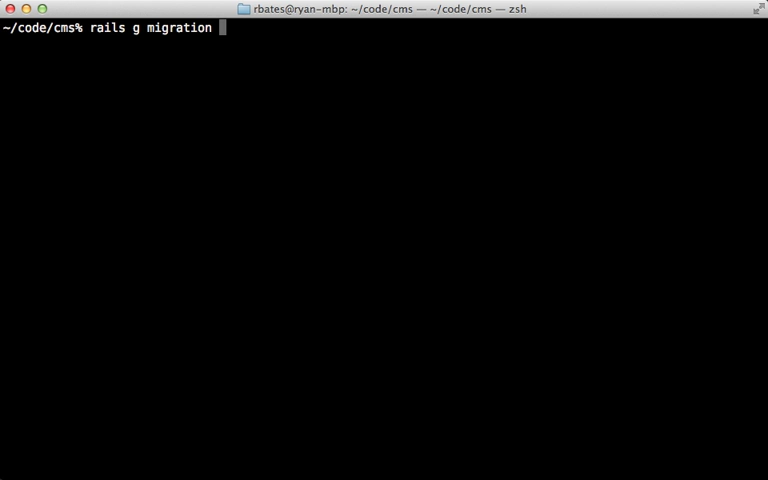 rbates@ryan-mbp: ~/code/cms — ~/code/cms — zsh
~/code/cms% rails g migration